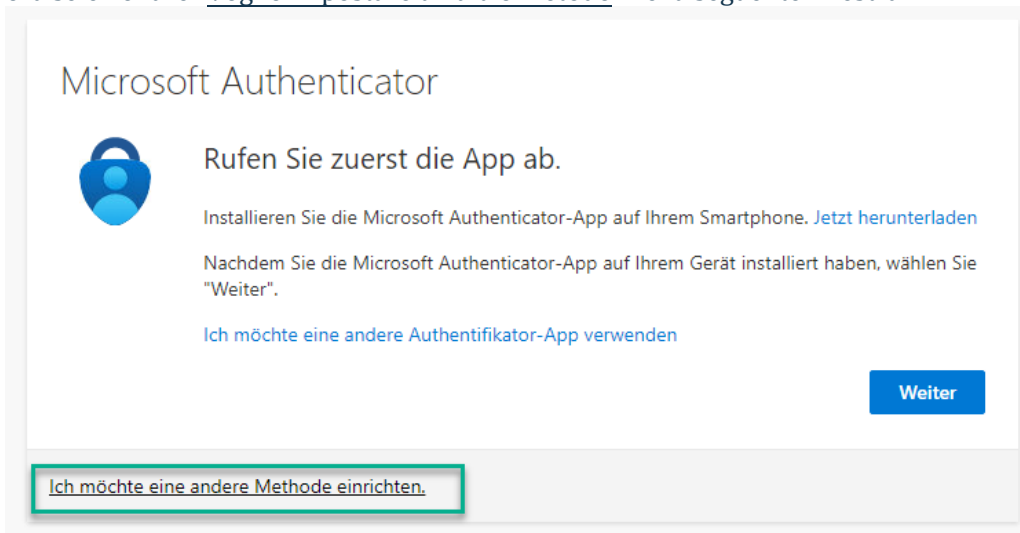 Microsoft Authenticator
Rufen Sie zuerst die App ab.
Installieren Sie die Microsoft Authenticator-App auf Ihrem Smartphone. Jetzt herunterladen
Nachdem Sie die Microsoft Authenticator-App auf Ihrem Gerät installiert haben, wählen Sie
"Weiter".
Ich möchte eine andere Authentifikator-App verwenden
Weiter
Ich möchte eine andere Methode einrichten.